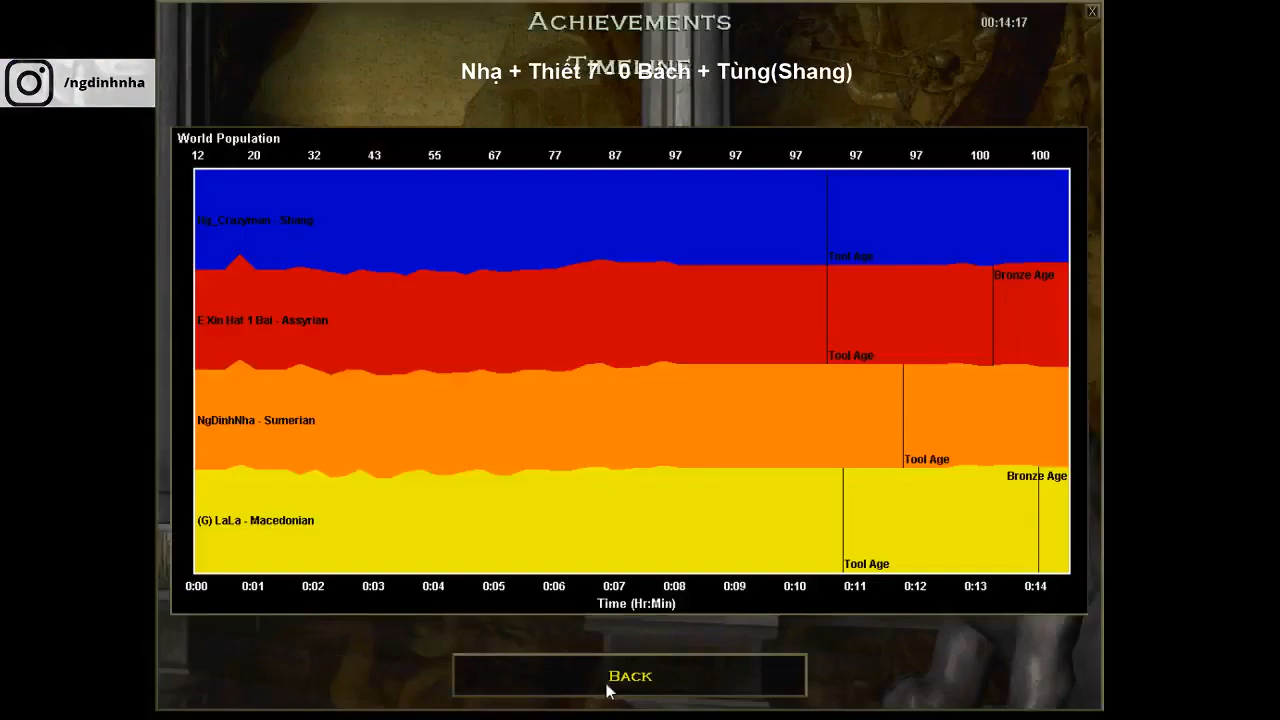 ACHIEVEMENTS
00:14:17
X
TIMELINE
Nhạ + Thiết 7 - 0 Bách + Tùng(Shang)
/ngdinhnha
World Population
12 20 32 43 55 67 77 87 97 97 97 97 97 100 100
Hg_Crazyman - Shang
Tool Age
Bronze Age
E Xin Hat 1 Bai - Assyrian
Tool Age
NgDinhNha - Sumerian
Tool Age
Bronze Age
(G) LaLa - Macedonian
Tool Age
0:00 0:01 0:02 0:03 0:04 0:05 0:06 0:07 0:08 0:09 0:10 0:11 0:12 0:13 0:14
Time (Hr:Min)
BACK